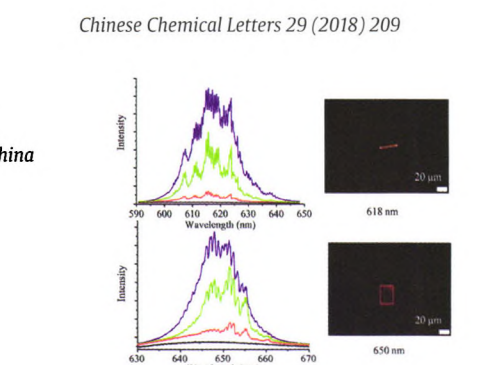 Chinese Chemical Letters 29 (2018) 209
hina
Intensity
590 600 610 620 630 640 650
Wavelength (nm)
20 μm
618 nm
Intensity
630 640 650 660 670
20 μm
650 nm